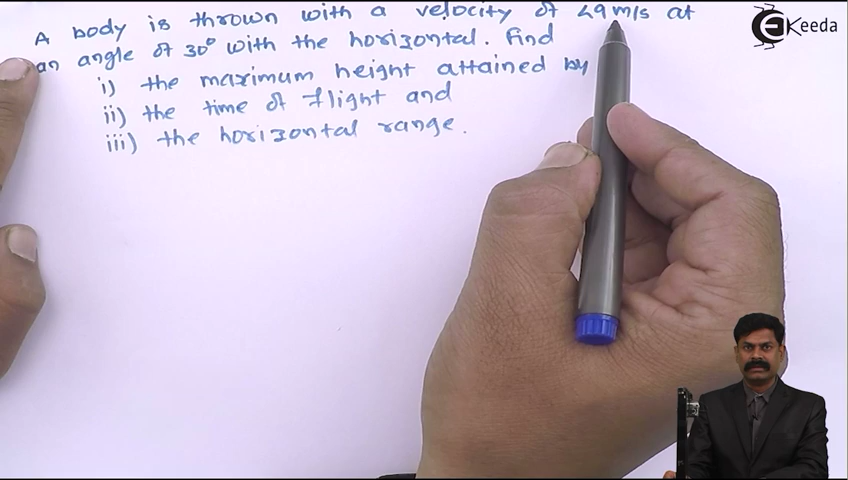 A body is thrown with a velocity of 49 m/s at
an angle of 30° with the horizontal. Find
i) the maximum height attained by
ii) the time of flight and
iii) the horizontal range.
Keeda